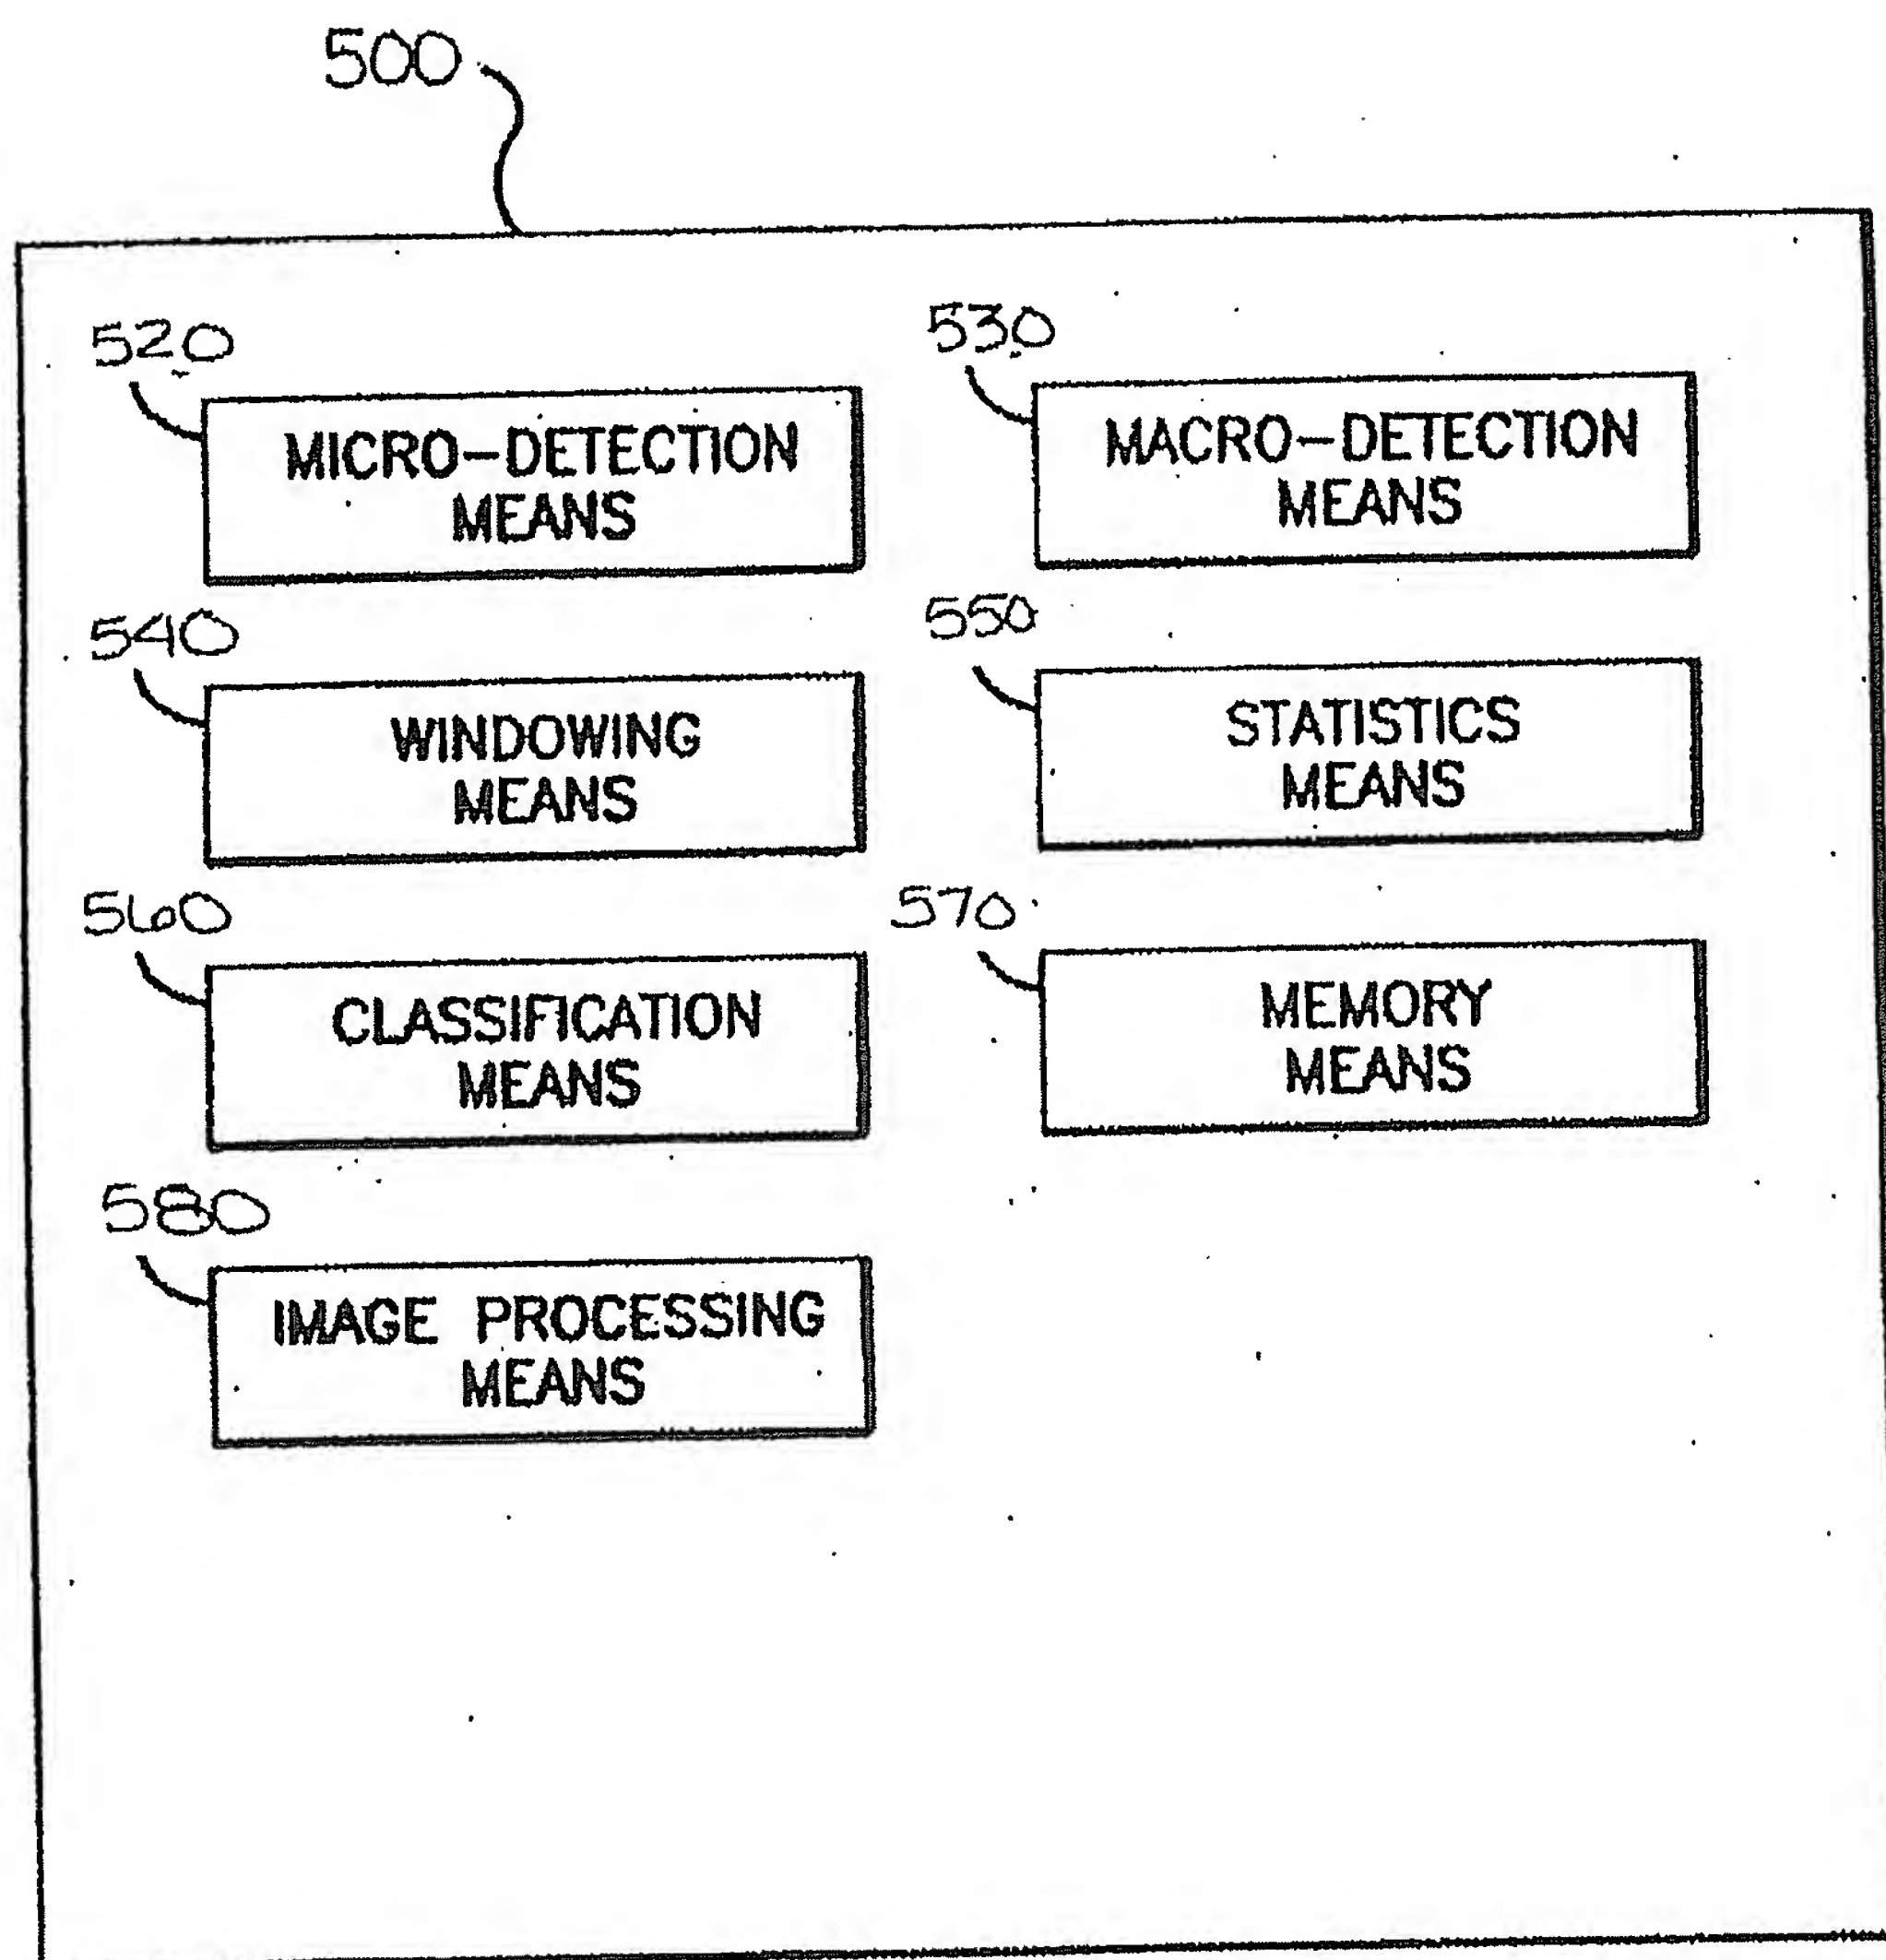 500
520
530
MICRO-DETECTION
MEANS
MACRO-DETECTION
MEANS
540
550
WINDOWING
MEANS
STATISTICS
MEANS
560
570
CLASSIFICATION
MEANS
MEMORY
MEANS
580
IMAGE PROCESSING
MEANS